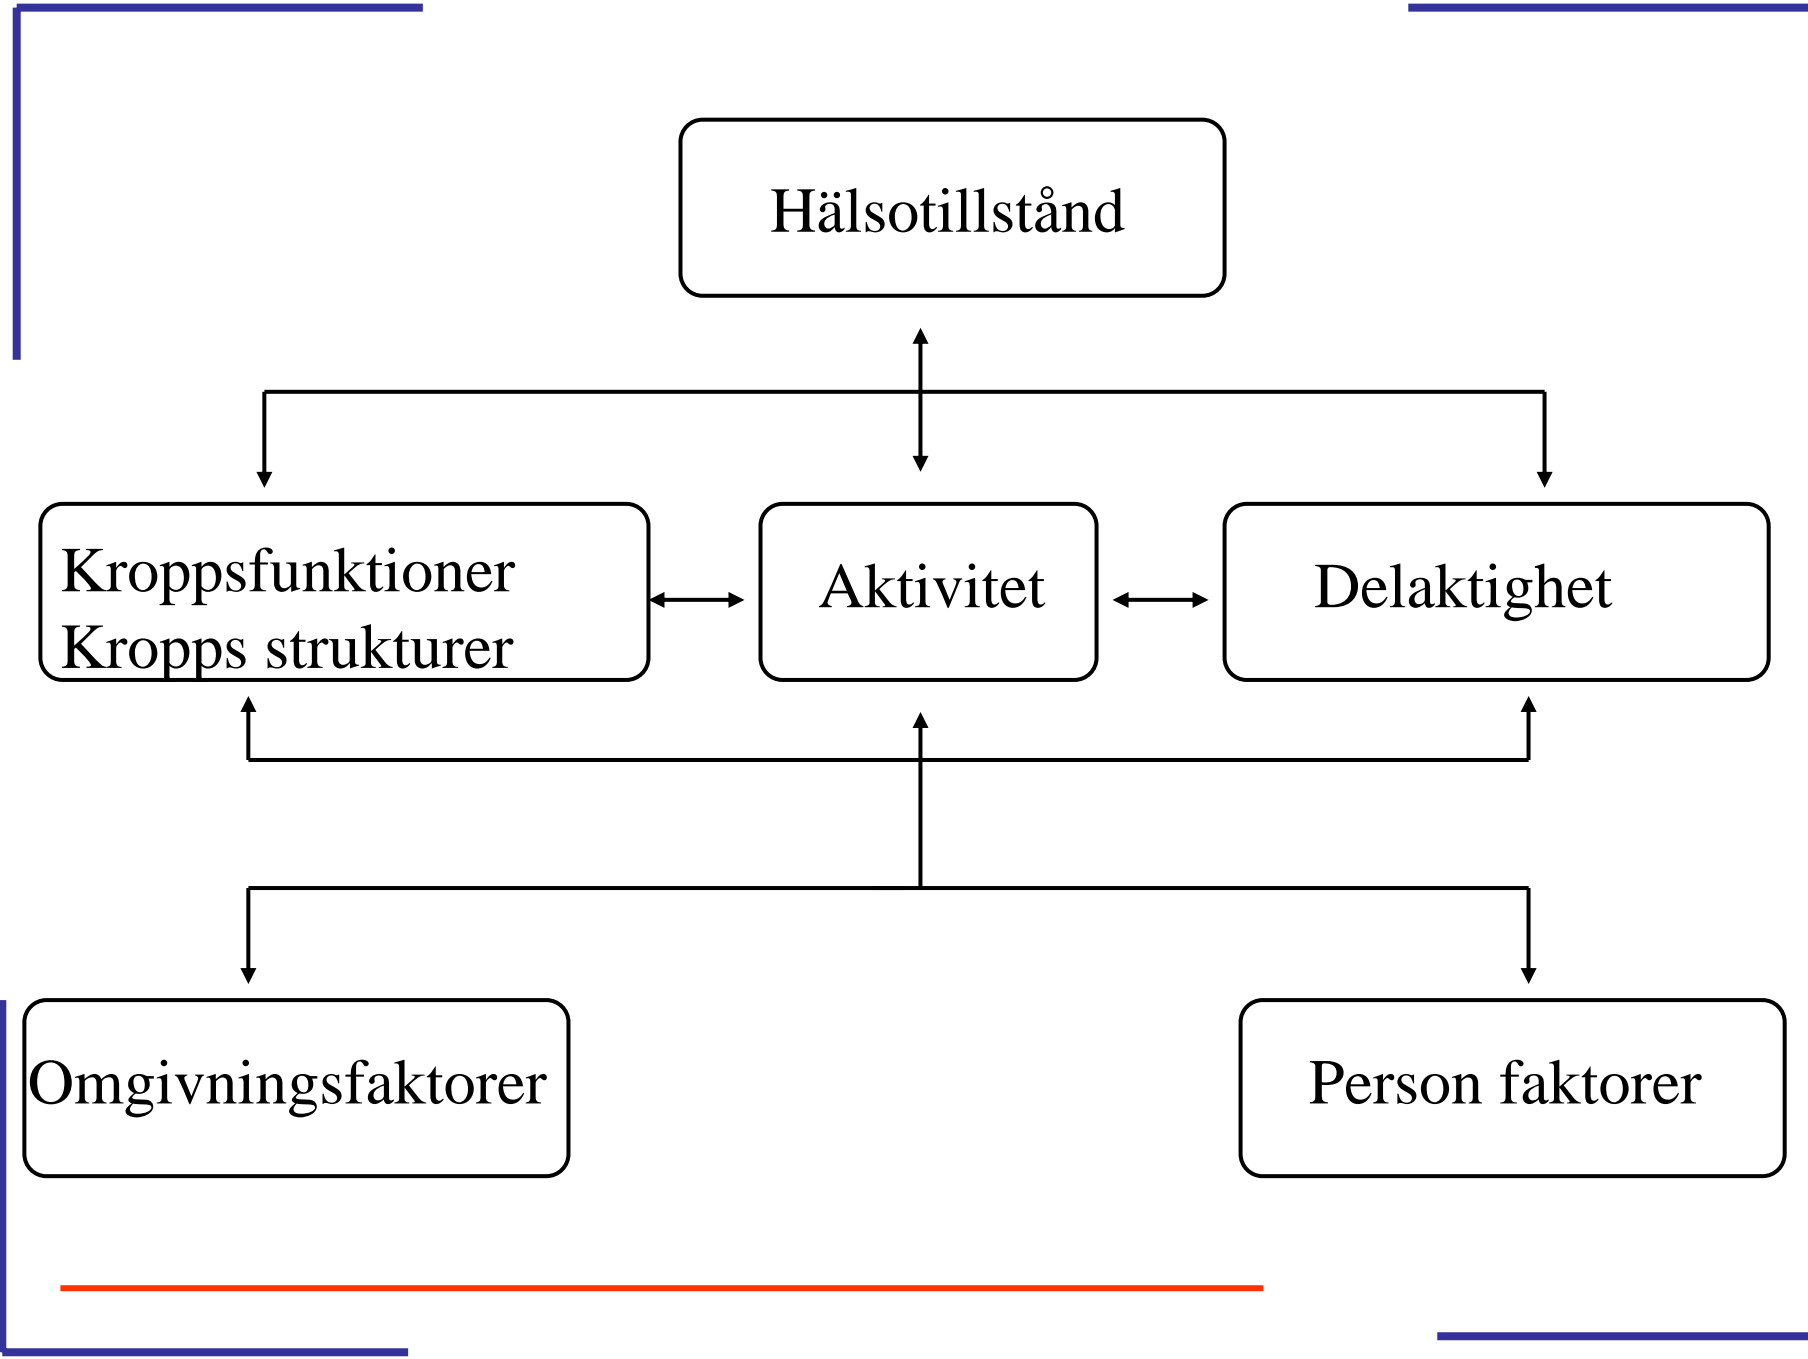 Hälsotillstånd
Kroppsfunktioner
Kropps strukturer
Aktivitet
Delaktighet
Omgivningsfaktorer
Person faktorer